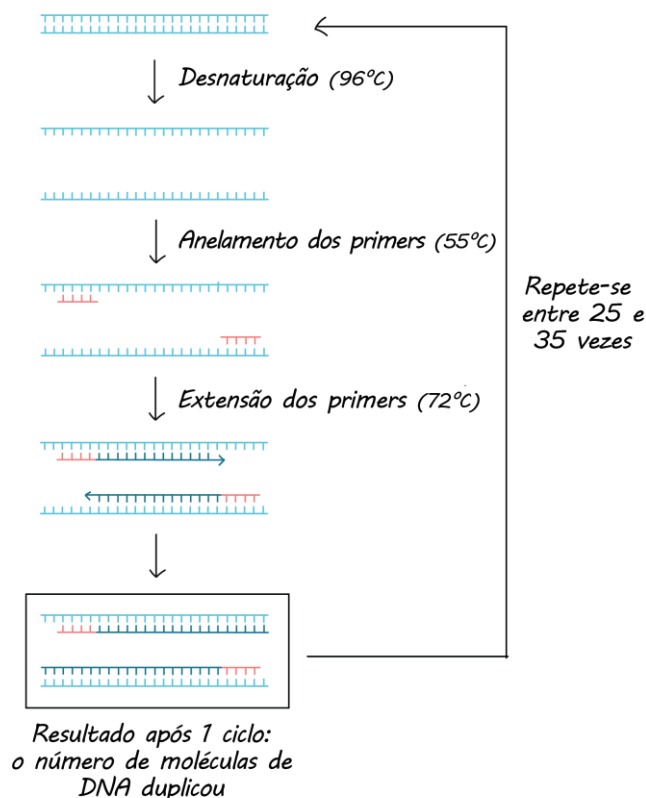 Desnaturação (96°C)
Anelamento dos primers (55°C)
Repete-se
entre 25 e
35 vezes
Extensão dos primers (72°C)
Resultado após 1 ciclo:
o número de moléculas de
DNA duplicou